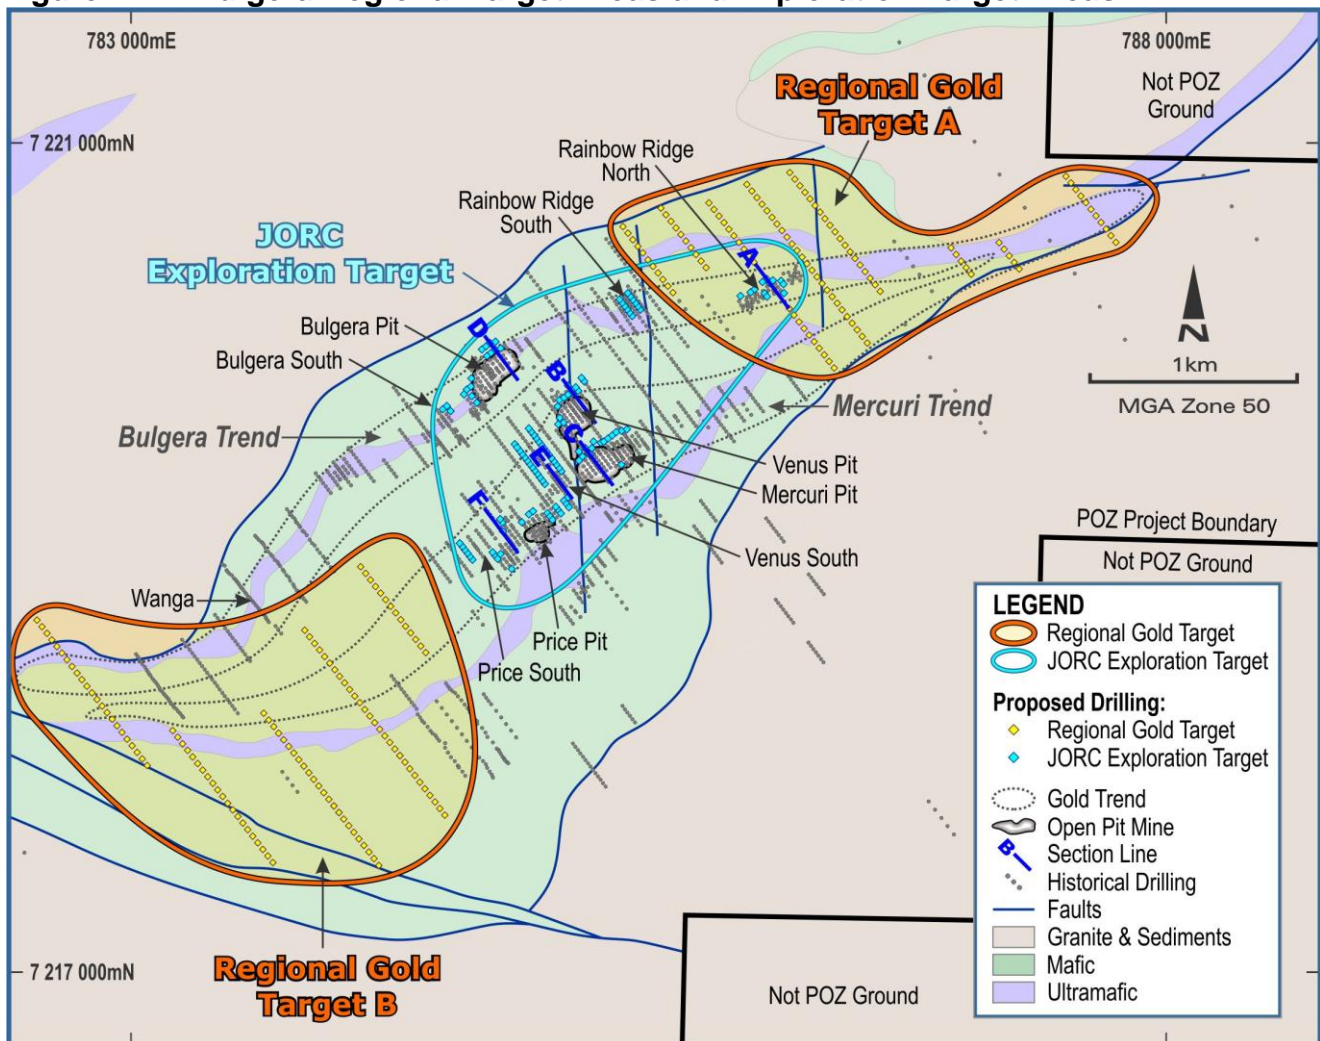 783 000mE
788 000mE
Not POZ
Ground
Regional Gold
Target A
7 221 000mN
Rainbow Ridge
North
Rainbow Ridge
South
JORC
Exploration Target
A
N
1km
MGA Zone 50
Bulgera Pit
D
Bulgera South
B
Bulgera Trend
Mercuri Trend
C
Venus Pit
E
Mercuri Pit
F
POZ Project Boundary
Not POZ Ground
Venus South
Wanga
Price Pit
Price South
LEGEND
Regional Gold Target
JORC Exploration Target
Proposed Drilling:
Regional Gold Target
JORC Exploration Target
Gold Trend
Open Pit Mine
B
Section Line
Historical Drilling
Faults
Granite & Sediments
Mafic
Ultramafic
7 217 000mN
Regional Gold
Target B
Not POZ Ground